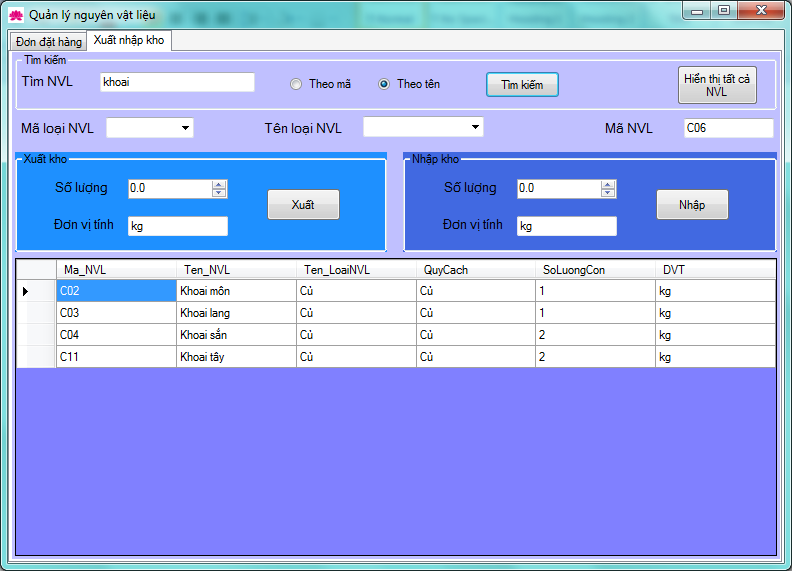 Quản lý nguyên vật liệu
Đơn đặt hàng Xuất nhập kho
Tìm kiếm
Tìm NVL khoai Theo mã Theo tên Tìm kiếm Hiển thị tất cả NVL
Mã loại NVL Tên loại NVL Mã NVL C06
Xuất kho Nhập kho
Số lượng 0.0 Xuất Số lượng 0.0 Nhập
Đơn vị tính kg Đơn vị tính kg
Ma_NVL Ten_NVL Ten_LoaiNVL QuyCach SoLuongCon DVT
C02 Khoai môn Củ Củ 1 kg
C03 Khoai lang Củ Củ 1 kg
C04 Khoai sắn Củ Củ 2 kg
C11 Khoai tây Củ Củ 2 kg